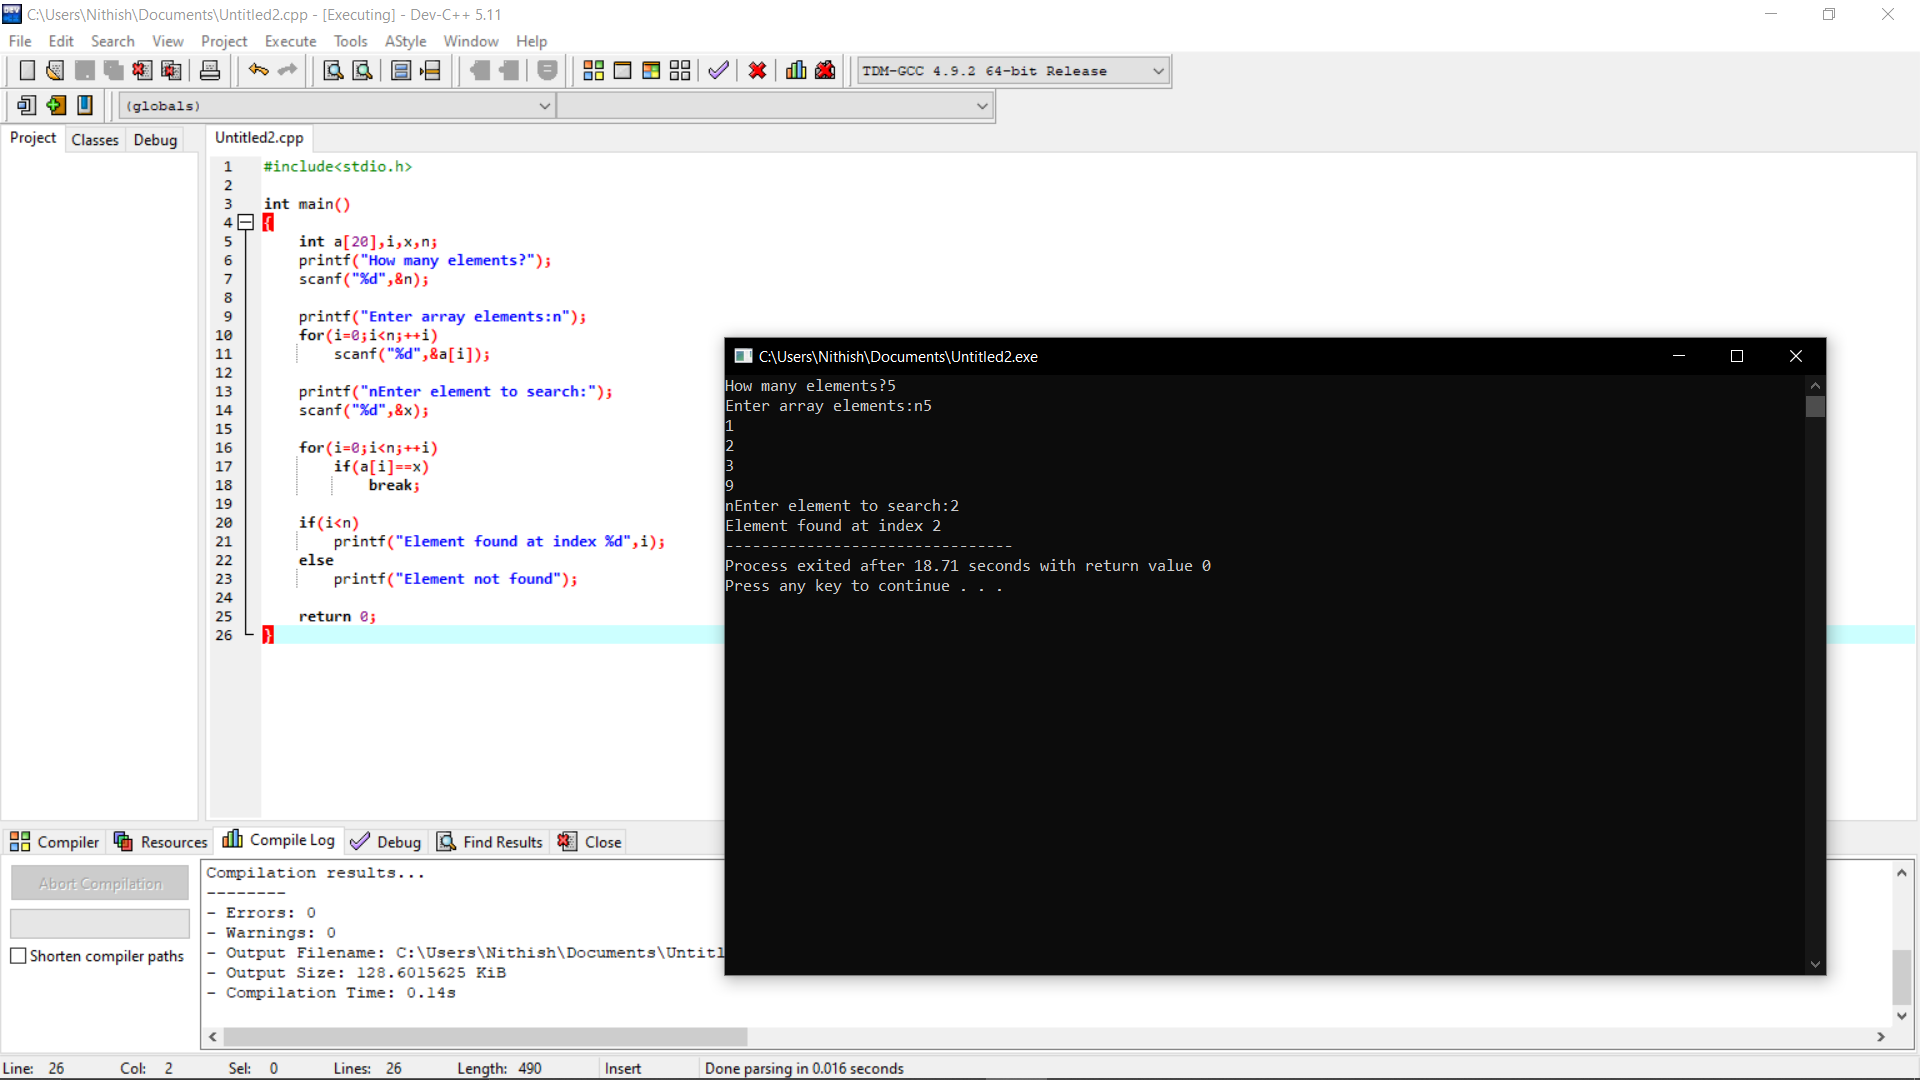 C:\Users\Nithish\Documents\Untitled2.cpp - [Executing] - Dev-C++ 5.11
File Edit Search View Project Execute Tools AStyle Window Help
TDM-GCC 4.9.2 64-bit Release
(globals)
Project Classes Debug
Untitled2.cpp
1 #include<stdio.h>
2
3 int main()
4 {
5 int a[20],i,x,n;
6 printf("How many elements?");
7 scanf("%d",&n);
8
9 printf("Enter array elements:n");
10 for(i=0;i<n;++i)
11 scanf("%d",&a[i]);
12
13 printf("nEnter element to search:");
14 scanf("%d",&x);
15
16 for(i=0;i<n;++i)
17 if(a[i]==x)
18 break;
19
20 if(i<n)
21 printf("Element found at index %d",i);
22 else
23 printf("Element not found");
24
25 return 0;
26 }
C:\Users\Nithish\Documents\Untitled2.exe
How many elements?5
Enter array elements:n5
1
2
3
9
nEnter element to search:2
Element found at index 2
--------------------------------
Process exited after 18.71 seconds with return value 0
Press any key to continue . . .
Compiler Resources Compile Log Debug Find Results Close
Abort Compilation
Shorten compiler paths
Compilation results...
--------
- Errors: 0
- Warnings: 0
- Output Filename: C:\Users\Nithish\Documents\Untitl
- Output Size: 128.6015625 KiB
- Compilation Time: 0.14s
Line: 26 Col: 2 Sel: 0 Lines: 26 Length: 490 Insert Done parsing in 0.016 seconds